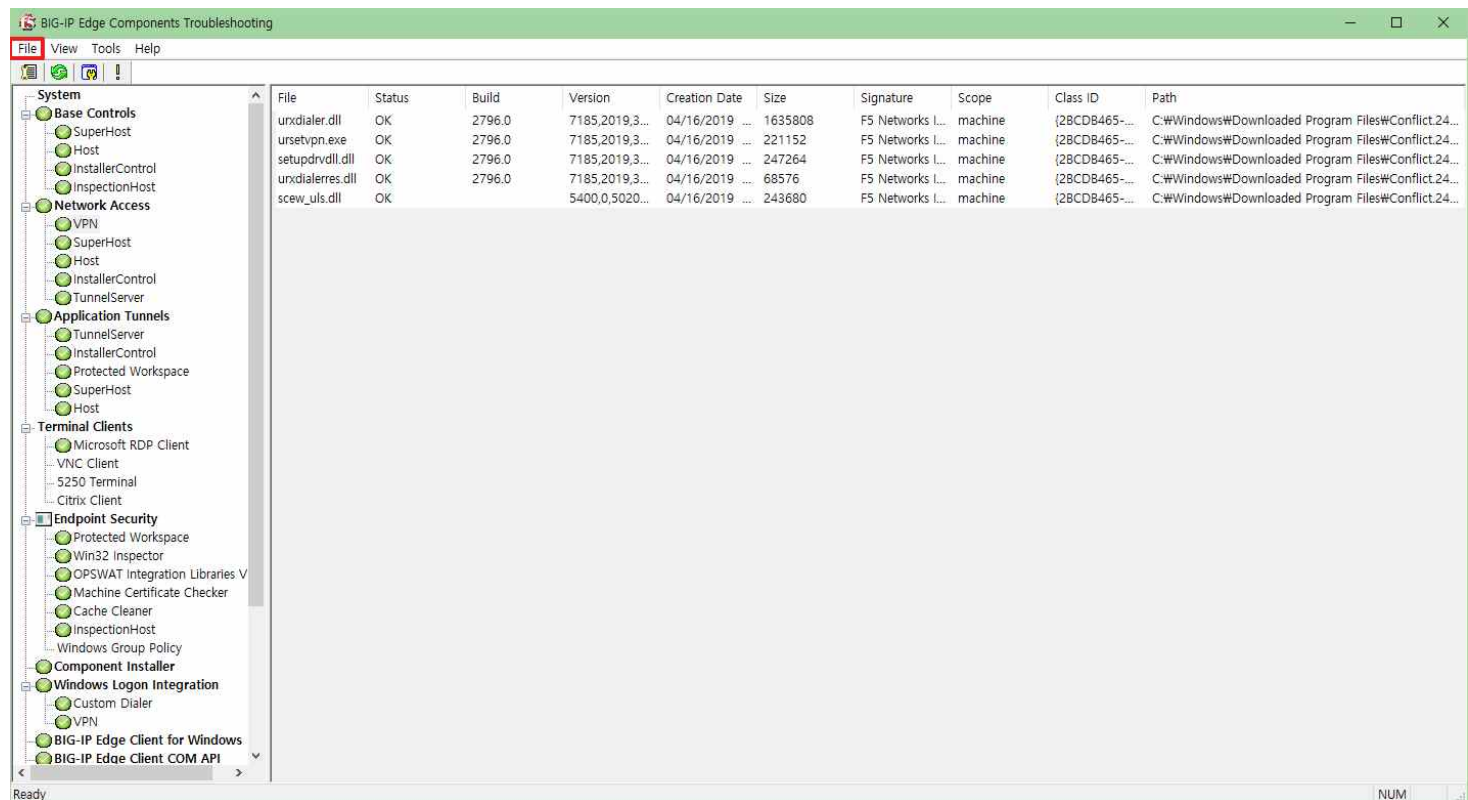 BIG-IP Edge Components Troubleshooting
File View Tools Help
System
Base Controls
SuperHost
Host
InstallerControl
InspectionHost
Network Access
VPN
SuperHost
Host
InstallerControl
TunnelServer
Application Tunnels
TunnelServer
InstallerControl
Protected Workspace
SuperHost
Host
Terminal Clients
Microsoft RDP Client
VNC Client
5250 Terminal
Citrix Client
Endpoint Security
Protected Workspace
Win32 Inspector
OPSWAT Integration Libraries V
Machine Certificate Checker
Cache Cleaner
InspectionHost
Windows Group Policy
Component Installer
Windows Logon Integration
Custom Dialer
VPN
BIG-IP Edge Client for Windows
BIG-IP Edge Client COM API
File Status Build Version Creation Date Size Signature Scope Class ID Path
urxdialer.dll OK 2796.0 7185,2019,3... 04/16/2019 ... 1635808 F5 Networks I... machine {2BCDB465-... C:₩Windows₩Downloaded Program Files₩Conflict.24...
ursetvpn.exe OK 2796.0 7185,2019,3... 04/16/2019 ... 221152 F5 Networks I... machine {2BCDB465-... C:₩Windows₩Downloaded Program Files₩Conflict.24...
setupdrvdll.dll OK 2796.0 7185,2019,3... 04/16/2019 ... 247264 F5 Networks I... machine {2BCDB465-... C:₩Windows₩Downloaded Program Files₩Conflict.24...
urxdialerres.dll OK 2796.0 7185,2019,3... 04/16/2019 ... 68576 F5 Networks I... machine {2BCDB465-... C:₩Windows₩Downloaded Program Files₩Conflict.24...
scew_uls.dll OK 5400,0,5020... 04/16/2019 ... 243680 F5 Networks I... machine {2BCDB465-... C:₩Windows₩Downloaded Program Files₩Conflict.24...
Ready NUM